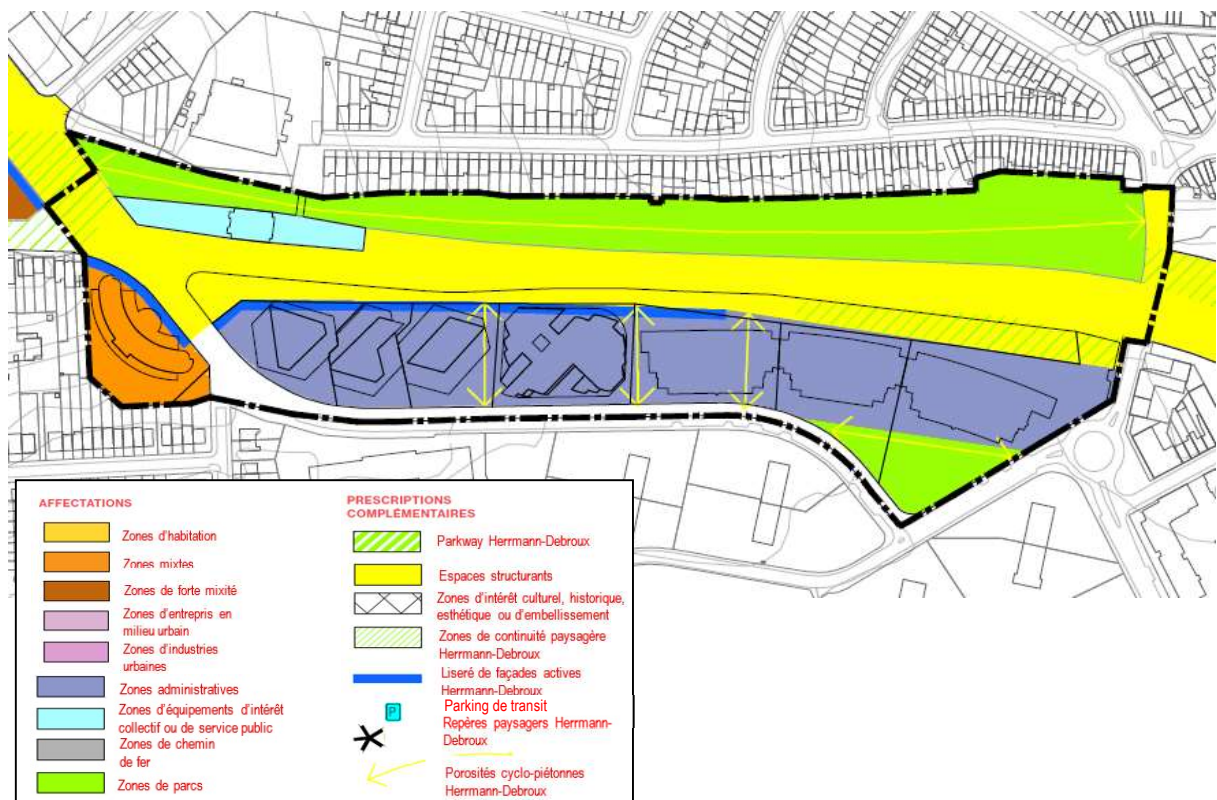 AFFECTATIONS
Zones d'habitation
Zones mixtes
Zones de forte mixité
Zones d'entrepris en
milieu urbain
Zones d'industries
urbaines
Zones administratives
Zones d'équipements d'intérêt
collectif ou de service public
Zones de chemin
de fer
Zones de parcs
PRESCRIPTIONS
COMPLÉMENTAIRES
Parkway Herrmann-Debroux
Espaces structurants
Zones d'intérêt culturel, historique,
esthétique ou d'embellissement
Zones de continuité paysagère
Herrmann-Debroux
Liseré de façades actives
Herrmann-Debroux
P
Parking de transit
Repères paysagers Herrmann-
Debroux
Porosités cyclo-piétonnes
Herrmann-Debroux